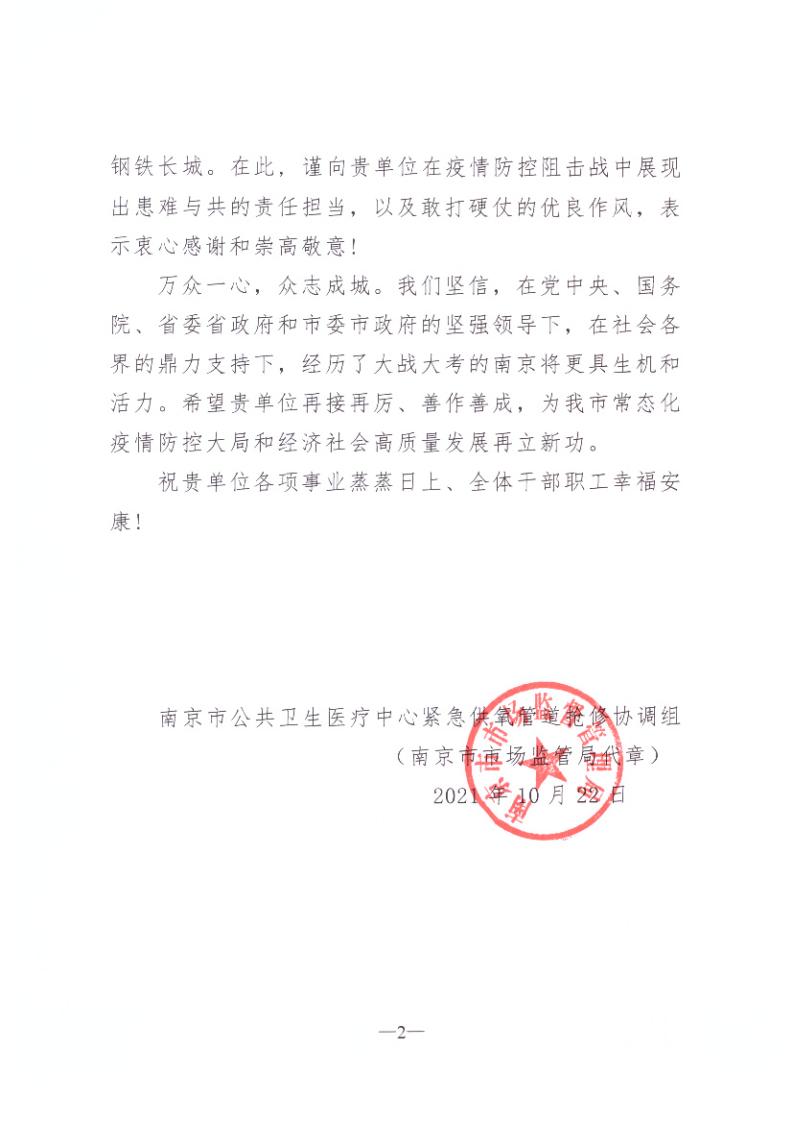 钢铁长城。在此，谨向贵单位在疫情防控阻击战中展现
出患难与共的责任担当，以及敢打硬仗的优良作风，表
示衷心感谢和崇高敬意！
万众一心，众志成城。我们坚信，在党中央、国务
院、省委省政府和市委市政府的坚强领导下，在社会各
界的鼎力支持下，经历了大战大考的南京将更具生机和
活力。希望贵单位再接再厉、善作善成，为我市常态化
疫情防控大局和经济社会高质量发展再立新功。
祝贵单位各项事业蒸蒸日上、全体干部职工幸福安
康！
南京市公共卫生医疗中心紧急供氧管道抢修协调组
（南京市市场监管局代章）
2021 年 10 月 22 日
南京市市场监督管理局
—2—